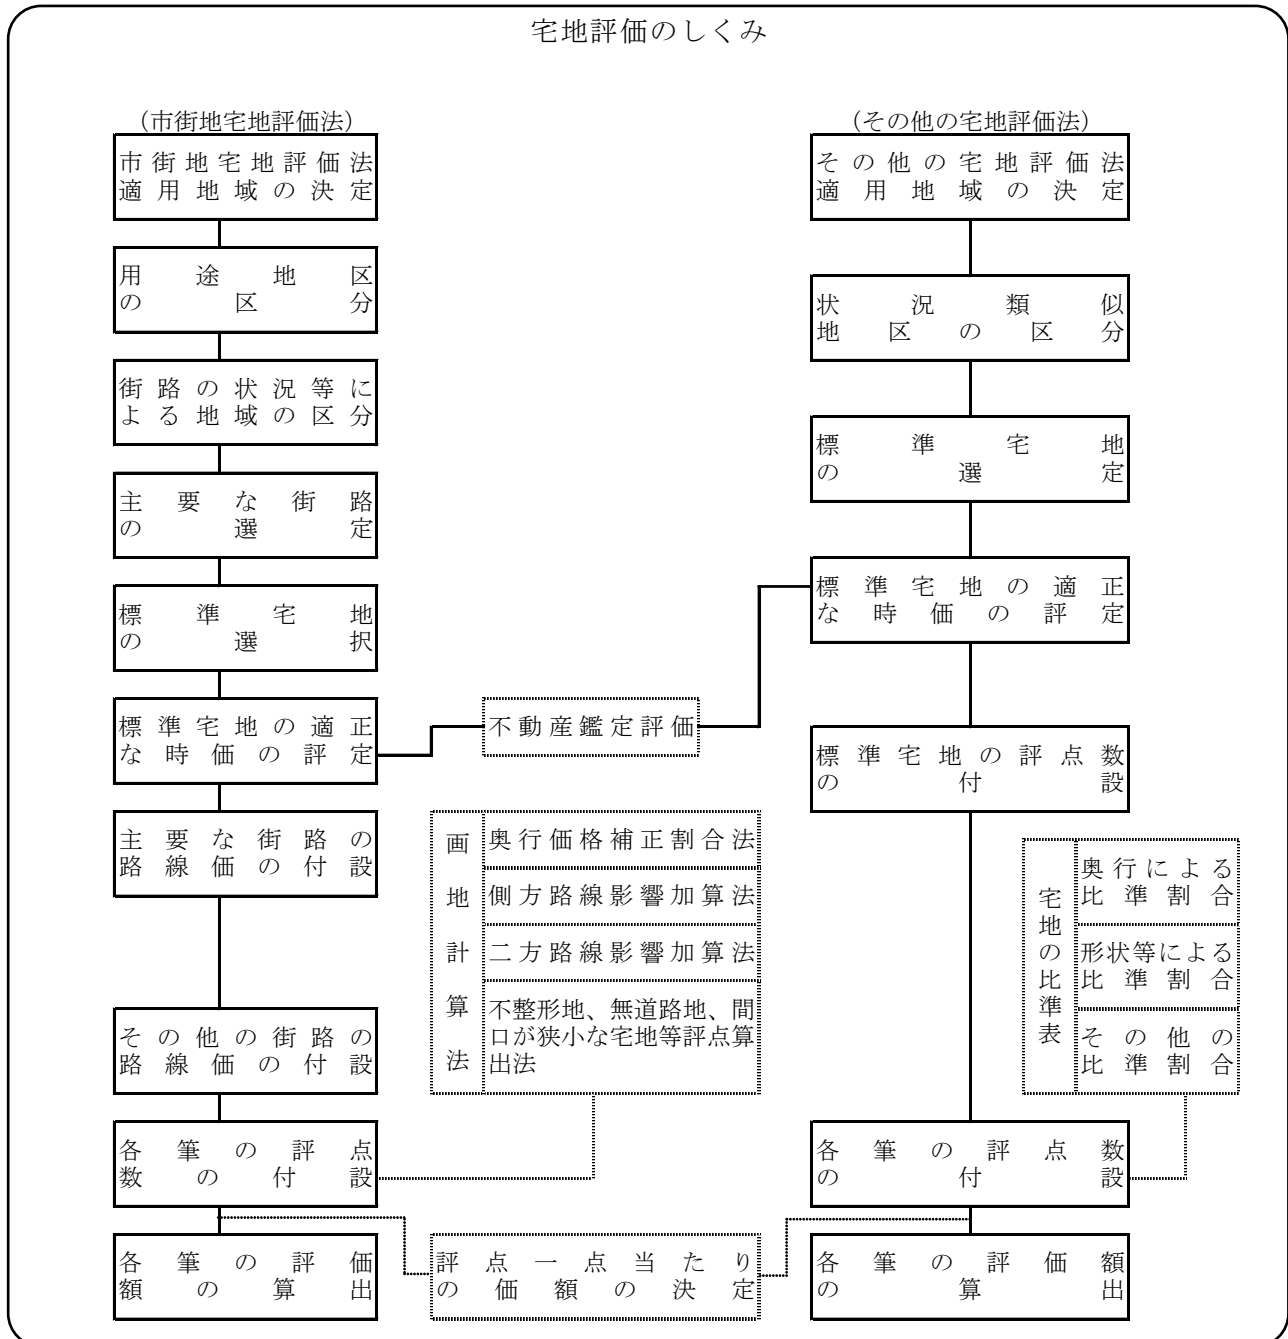 宅地評価のしくみ
（市街地宅地評価法）
市街地宅地評価法
適用地域の決定
用途地区
の区分
街路の状況等に
よる地域の区分
主要な街路
の選定
標準宅地
の選択
標準宅地の適正
な時価の評定
主要な街路の
路線価の付設
その他の街路の
路線価の付設
各筆の評点
数の付設
各筆の評価
額の算出
不動産鑑定評価
画地計算法
奥行価格補正割合法
側方路線影響加算法
二方路線影響加算法
不整形地、無道路地、間
口が狭小な宅地等評点算
出法
評点一点当たり
の価額の決定
（その他の宅地評価法）
その他の宅地評価法
適用地域の決定
状況類似
地区の区分
標準宅地
の選定
標準宅地の適正
な時価の評定
標準宅地の評点数
の付設
宅地の比準表
奥行による
比準割合
形状等による
比準割合
その他の
比準割合
各筆の評点数
の付設
各筆の評価額
の算出